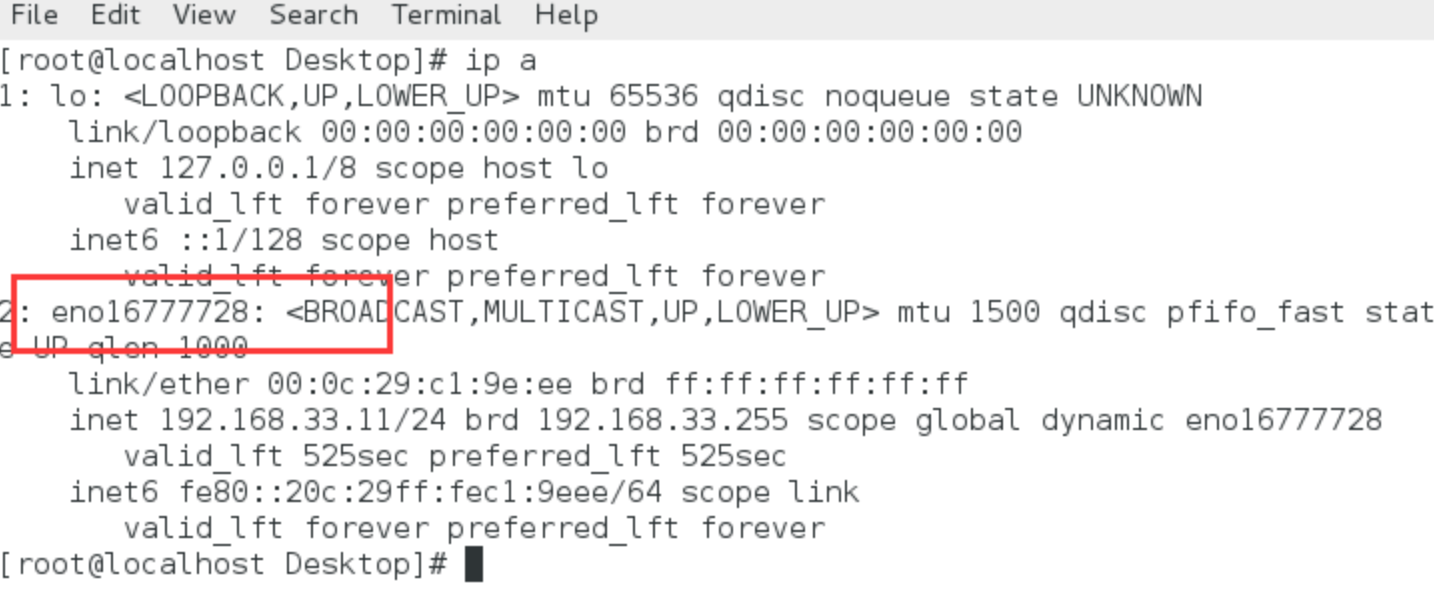 File Edit View Search Terminal Help
[root@localhost Desktop]# ip a
1: lo: <LOOPBACK,UP,LOWER_UP> mtu 65536 qdisc noqueue state UNKNOWN
link/loopback 00:00:00:00:00:00 brd 00:00:00:00:00:00
inet 127.0.0.1/8 scope host lo
valid_lft forever preferred_lft forever
inet6 ::1/128 scope host
valid_lft forever preferred_lft forever
2: eno16777728: <BROADCAST,MULTICAST,UP,LOWER_UP> mtu 1500 qdisc pfifo_fast stat
e UP qlen 1000
link/ether 00:0c:29:c1:9e:ee brd ff:ff:ff:ff:ff:ff
inet 192.168.33.11/24 brd 192.168.33.255 scope global dynamic eno16777728
valid_lft 525sec preferred_lft 525sec
inet6 fe80::20c:29ff:fec1:9eee/64 scope link
valid_lft forever preferred_lft forever
[root@localhost Desktop]#